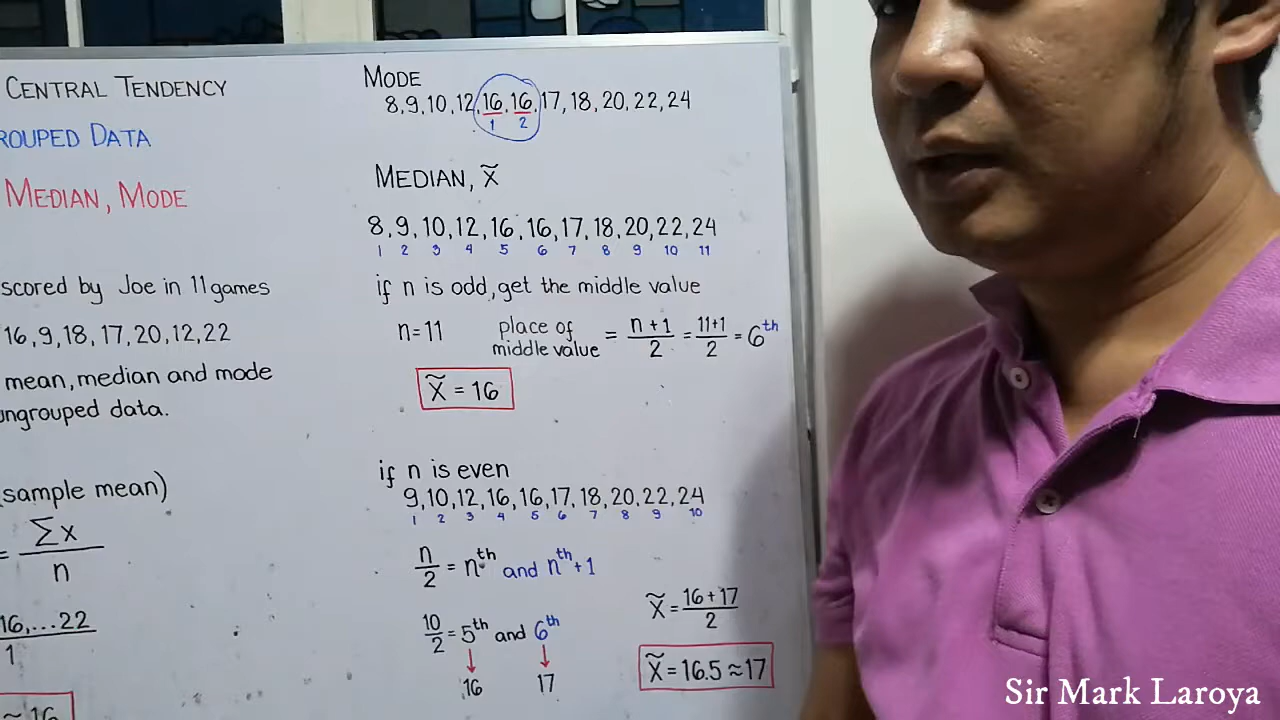 CENTRAL TENDENCY
ROUPED DATA
MEDIAN, MODE
scored by Joe in 11 games
16, 9, 18, 17, 20, 12, 22
mean, median and mode
ungrouped data.
(sample mean)
= Σx
n
16, ... 22
1
≈ 16
MODE
8, 9, 10, 12, 16, 16, 17, 18, 20, 22, 24
1 2
MEDIAN, x̃
8, 9, 10, 12, 16, 16, 17, 18, 20, 22, 24
1 2 3 4 5 6 7 8 9 10 11
if n is odd, get the middle value
n = 11 place of middle value = n + 1 / 2 = 11+1 / 2 = 6th
x̃ = 16
if n is even
9, 10, 12, 16, 16, 17, 18, 20, 22, 24
1 2 3 4 5 6 7 8 9 10
n/2 = nth and nth + 1
10/2 = 5th and 6th
16 17
x̃ = 16 + 17 / 2
x̃ = 16.5 ≈ 17
Sir Mark Laroya